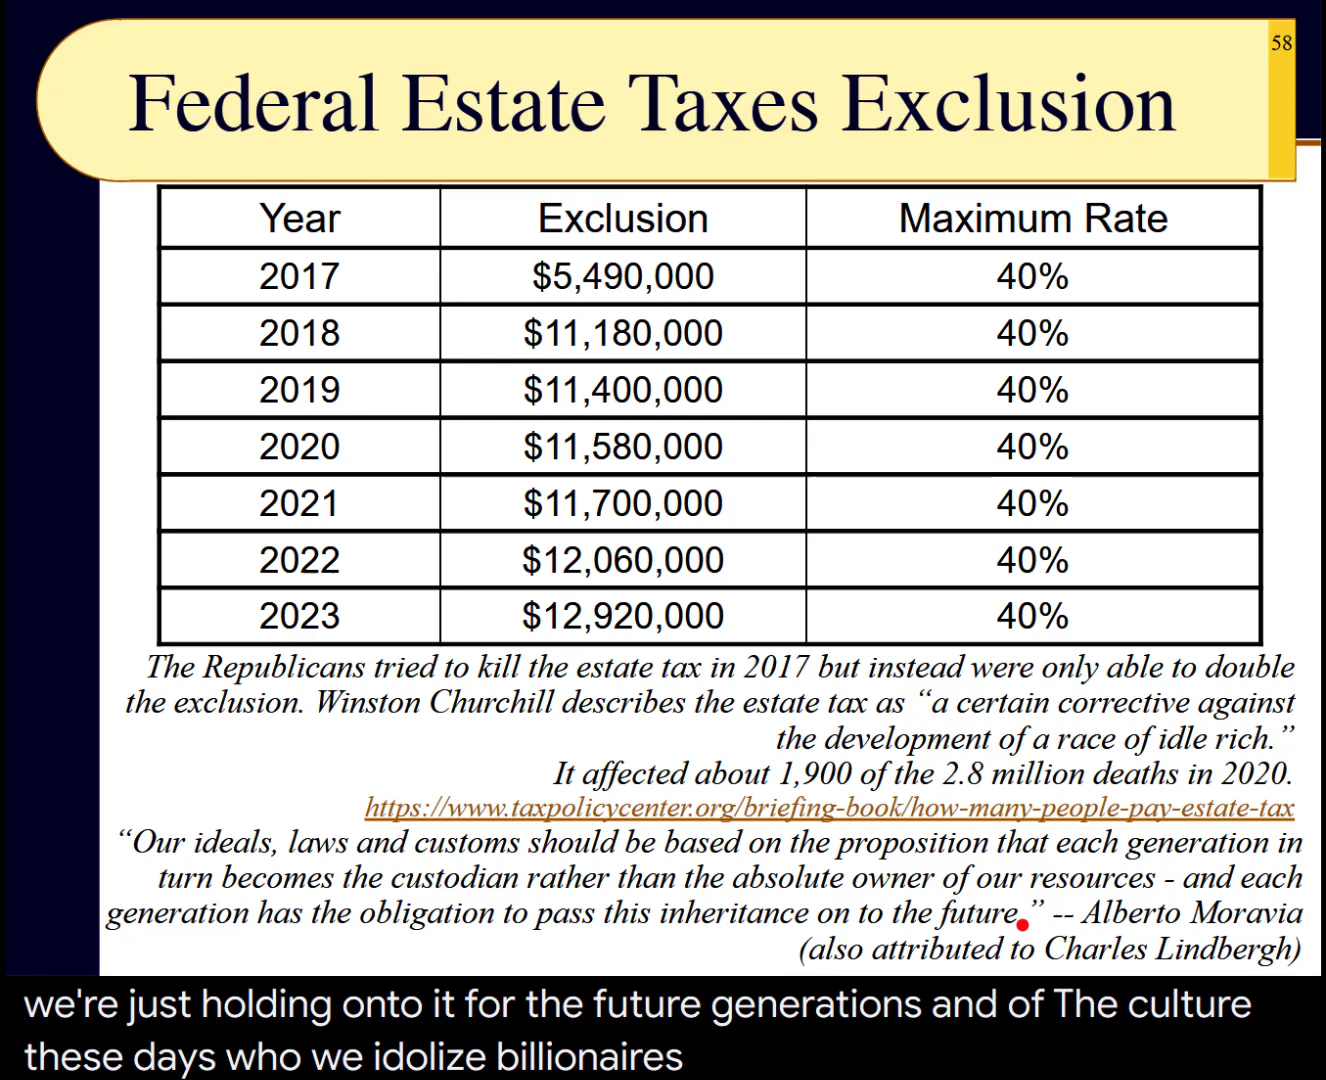 58
Federal Estate Taxes Exclusion
Year Exclusion Maximum Rate
2017 $5,490,000 40%
2018 $11,180,000 40%
2019 $11,400,000 40%
2020 $11,580,000 40%
2021 $11,700,000 40%
2022 $12,060,000 40%
2023 $12,920,000 40%
The Republicans tried to kill the estate tax in 2017 but instead were only able to double
the exclusion. Winston Churchill describes the estate tax as “a certain corrective against
the development of a race of idle rich.”
It affected about 1,900 of the 2.8 million deaths in 2020.
https://www.taxpolicycenter.org/briefing-book/how-many-people-pay-estate-tax
“Our ideals, laws and customs should be based on the proposition that each generation in
turn becomes the custodian rather than the absolute owner of our resources - and each
generation has the obligation to pass this inheritance on to the future.” -- Alberto Moravia
(also attributed to Charles Lindbergh)
we're just holding onto it for the future generations and of The culture
these days who we idolize billionaires